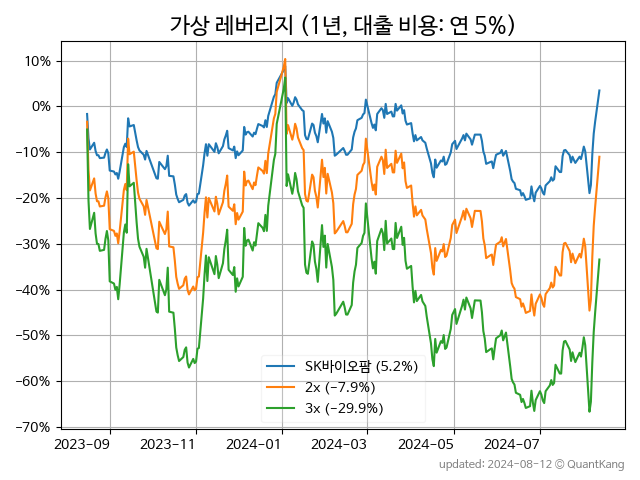 가상 레버리지 (1년, 대출 비용: 연 5%)
10%
0%
−10%
−20%
−30%
−40%
−50%
−60%
−70%
SK바이오팜 (5.2%)
2x (−7.9%)
3x (−29.9%)
2023-09 2023-11 2024-01 2024-03 2024-05 2024-07
updated: 2024-08-12 © QuantKang